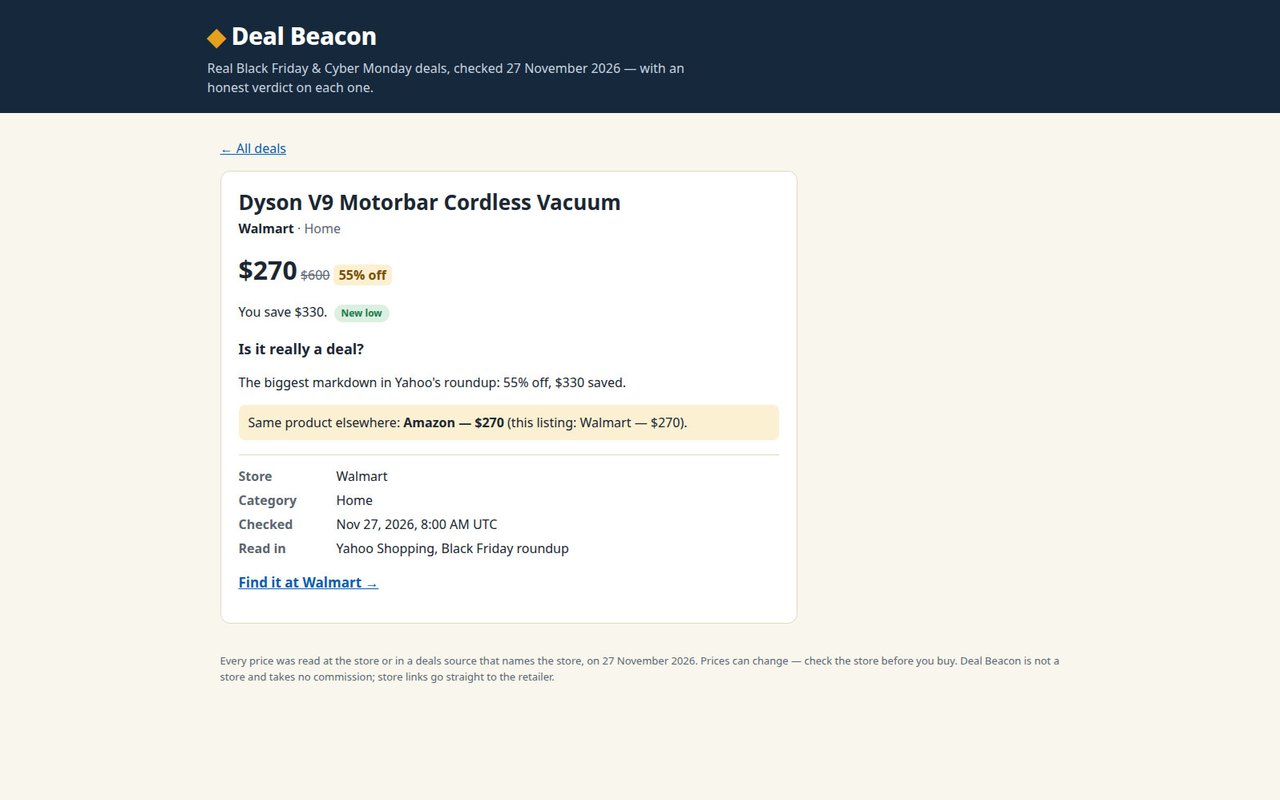 Deal Beacon
Real Black Friday & Cyber Monday deals, checked 27 November 2026 — with an
honest verdict on each one.
← All deals
Dyson V9 Motorbar Cordless Vacuum
Walmart · Home
$270 $600 55% off
You save $330. New low
Is it really a deal?
The biggest markdown in Yahoo's roundup: 55% off, $330 saved.
Same product elsewhere: Amazon — $270 (this listing: Walmart — $270).
Store Walmart
Category Home
Checked Nov 27, 2026, 8:00 AM UTC
Read in Yahoo Shopping, Black Friday roundup
Find it at Walmart →
Every price was read at the store or in a deals source that names the store, on 27 November 2026. Prices can change — check the store before you buy. Deal Beacon is not a
store and takes no commission; store links go straight to the retailer.